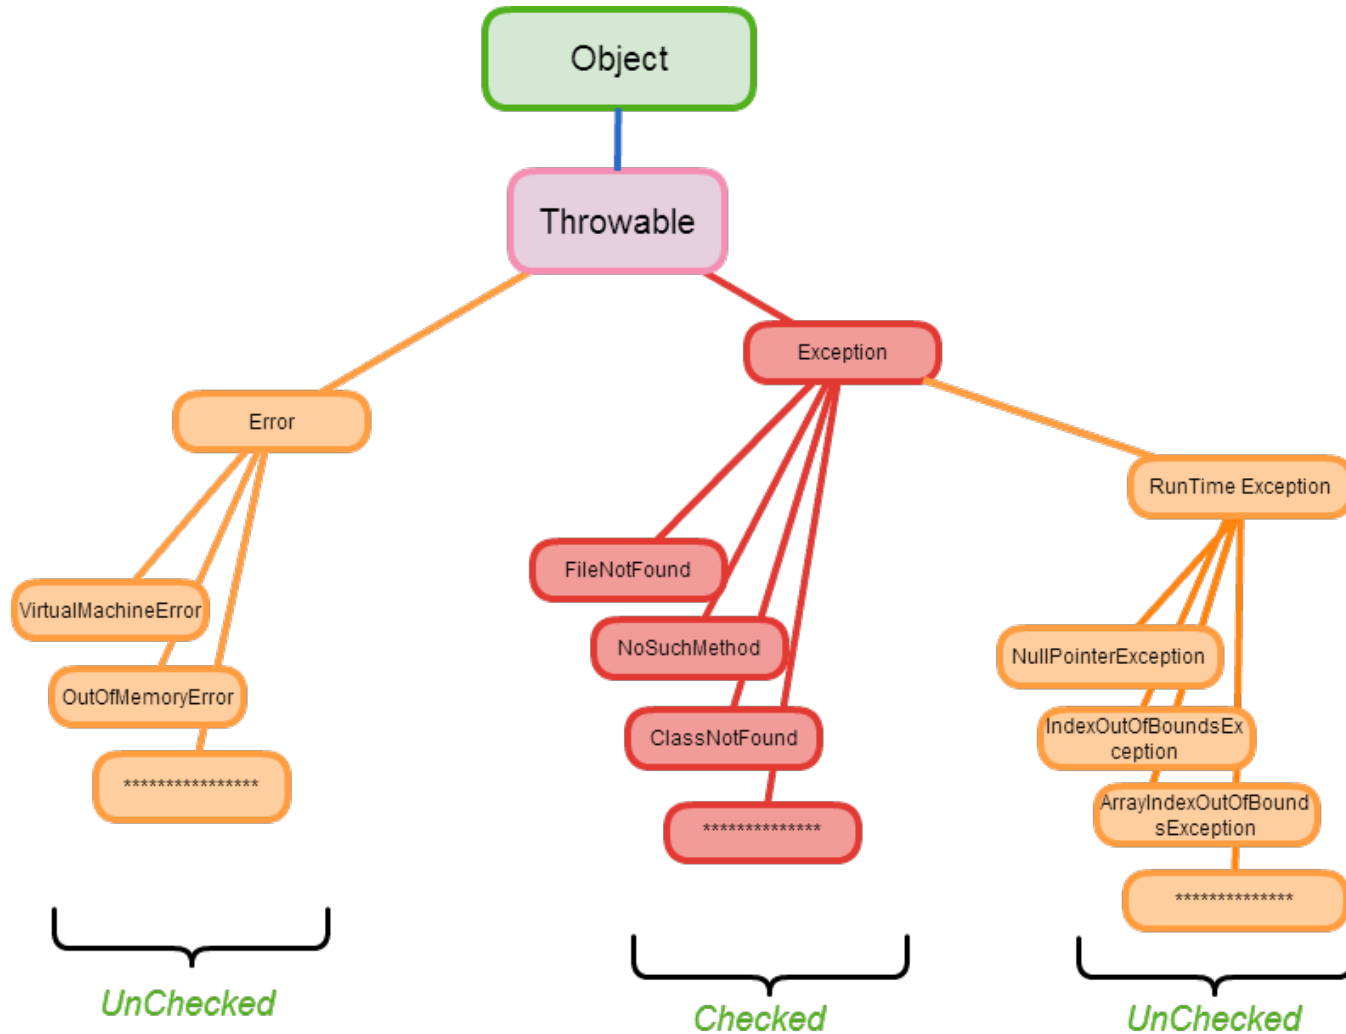 Object
Throwable
Exception
Error
RunTime Exception
FileNotFound
VirtualMachineError
NoSuchMethod
NullPointerException
OutOfMemoryError
ClassNotFound
IndexOutOfBoundsEx
ception
****************
ArrayIndexOutOfBound
sException
**************
**************
UnChecked
Checked
UnChecked